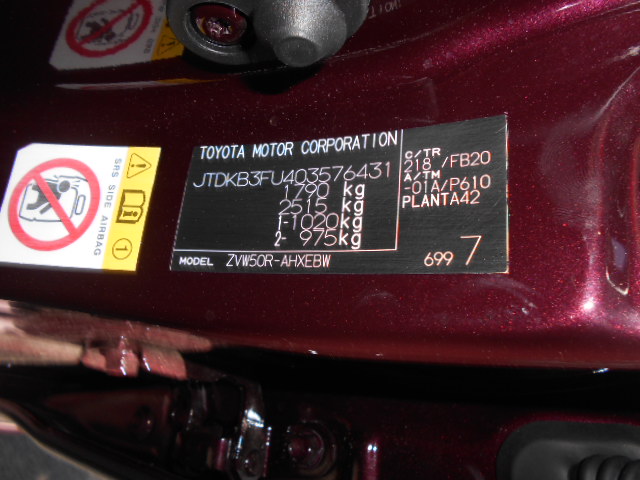 TOYOTA MOTOR CORPORATION
JTDKB3FU403576431
1790 kg
2515 kg
1-1020kg
2- 975kg
C/TR
218 /FB20
A/TM
-01A/P610
PLANTA42
MODEL ZVW50R-AHXEBW
699 7
SRS SIDE AIRBAG
1